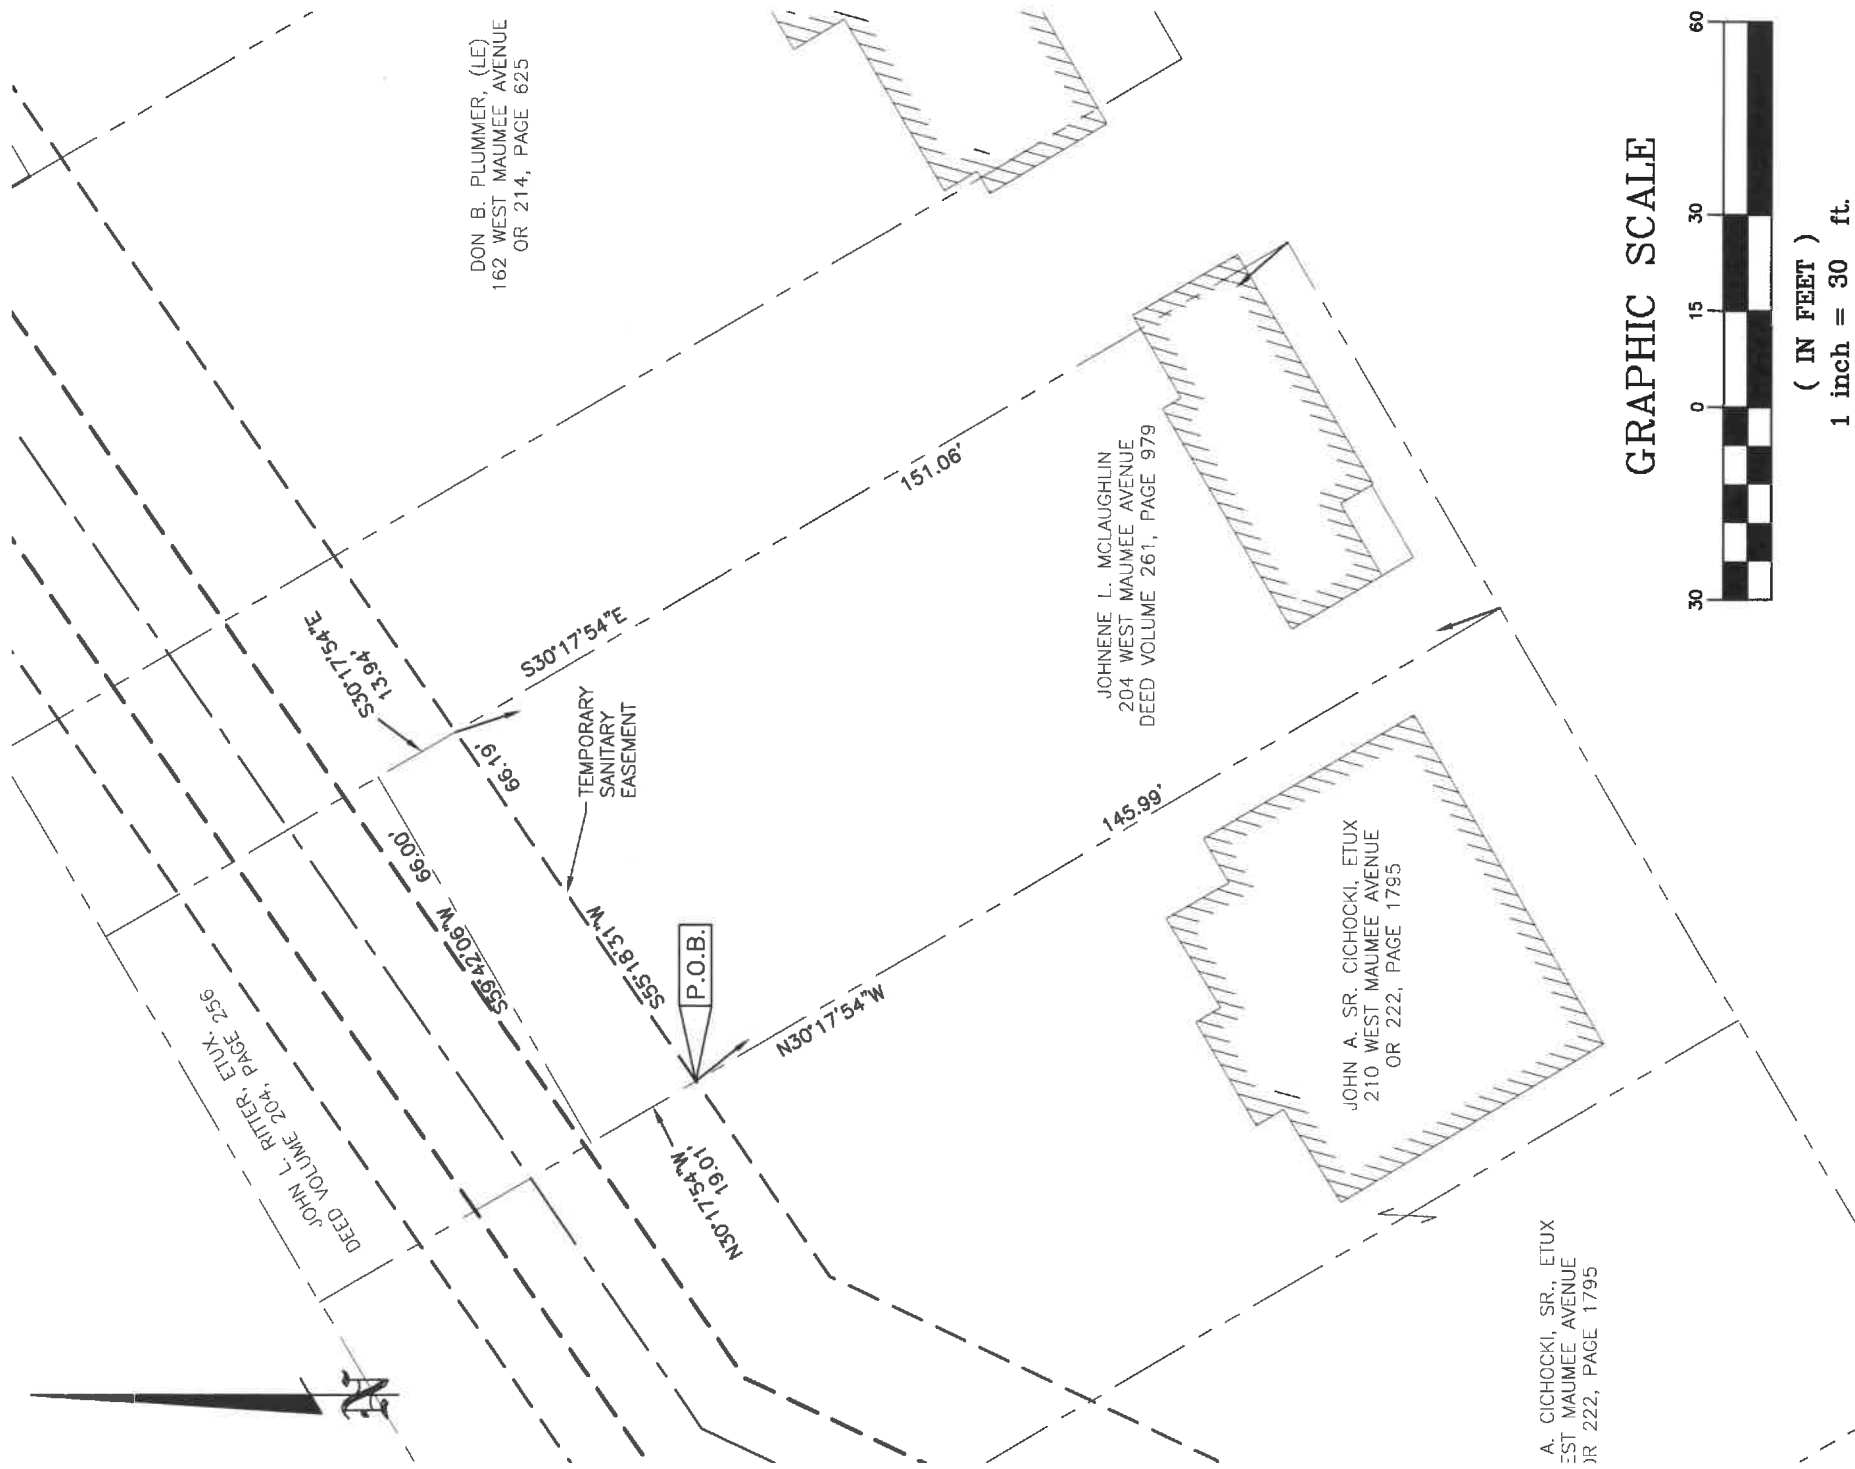 DON B. PLUMMER, (LE)
162 WEST MAUMEE AVENUE
OR 214, PAGE 625
S30°17'54"E
13.94'
S30°17'54"E
151.06'
66.19'
TEMPORARY
SANITARY
EASEMENT
S59°42'06"W 66.00'
S55°18'31"W
P.O.B.
JOHN L. RITTER, ETUX.
DEED VOLUME 204, PAGE 256
JOHNENE L. MCLAUGHLIN
204 WEST MAUMEE AVENUE
DEED VOLUME 261, PAGE 979
N30°17'54"W
145.99'
N30°17'54"W
19.01'
JOHN A. SR. CICHOCKI, ETUX
210 WEST MAUMEE AVENUE
OR 222, PAGE 1795
A. CICHOCKI, SR., ETUX
EST MAUMEE AVENUE
OR 222, PAGE 1795
N
GRAPHIC SCALE
30 0 15 30 60
( IN FEET )
1 inch = 30 ft.